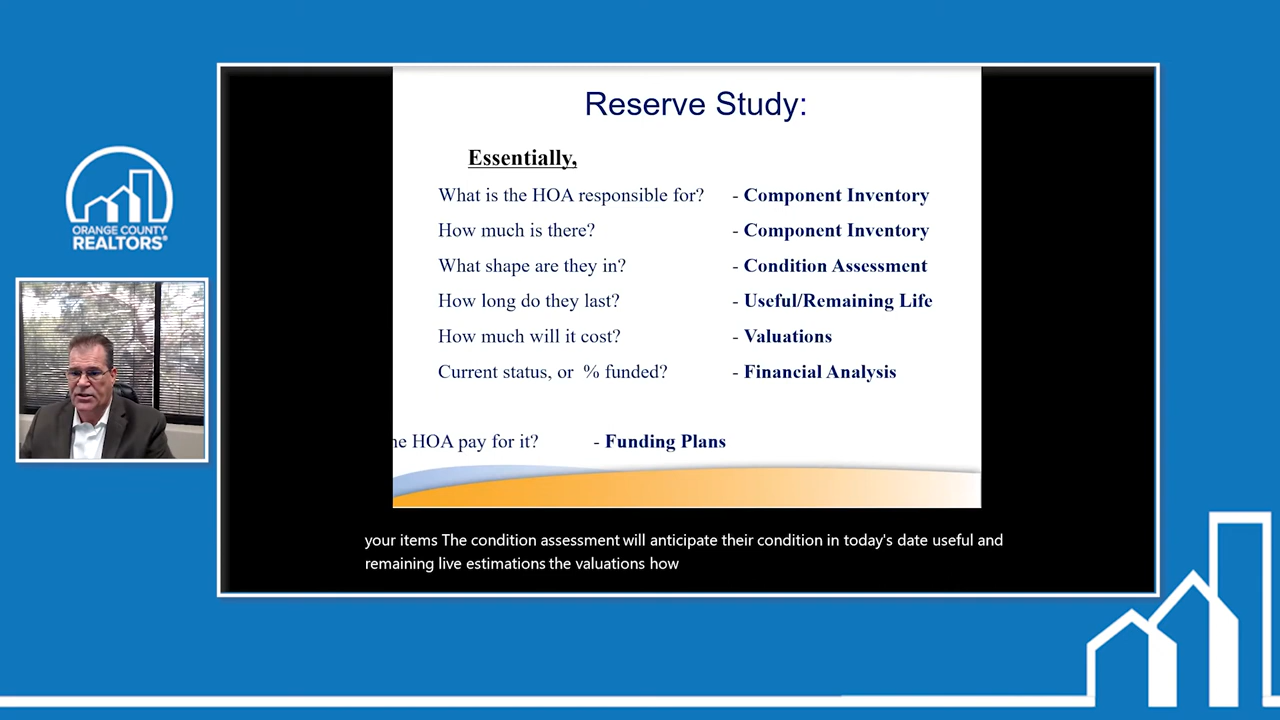 Reserve Study:
Essentially,
What is the HOA responsible for? - Component Inventory
How much is there? - Component Inventory
What shape are they in? - Condition Assessment
How long do they last? - Useful/Remaining Life
How much will it cost? - Valuations
Current status, or % funded? - Financial Analysis
he HOA pay for it? - Funding Plans
ORANGE COUNTY
REALTORS®
your items The condition assessment will anticipate their condition in today's date useful and
remaining live estimations the valuations how